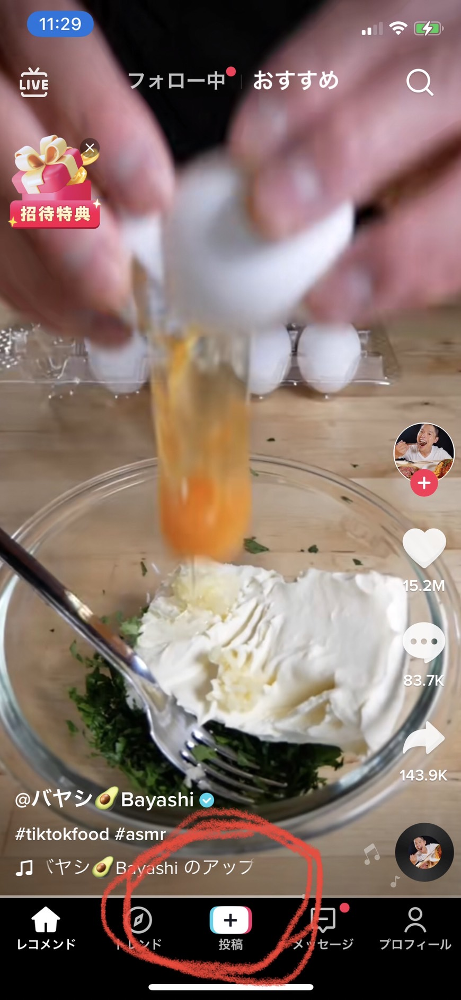 11:29
LIVE
フォロー中
おすすめ
招待特典
15.2M
83.7K
143.9K
@バヤシ🥑Bayashi
#tiktokfood #asmr
バヤシ🥑Bayashi のアップ
レコメンド
トレンド
投稿
メッセージ
プロフィール